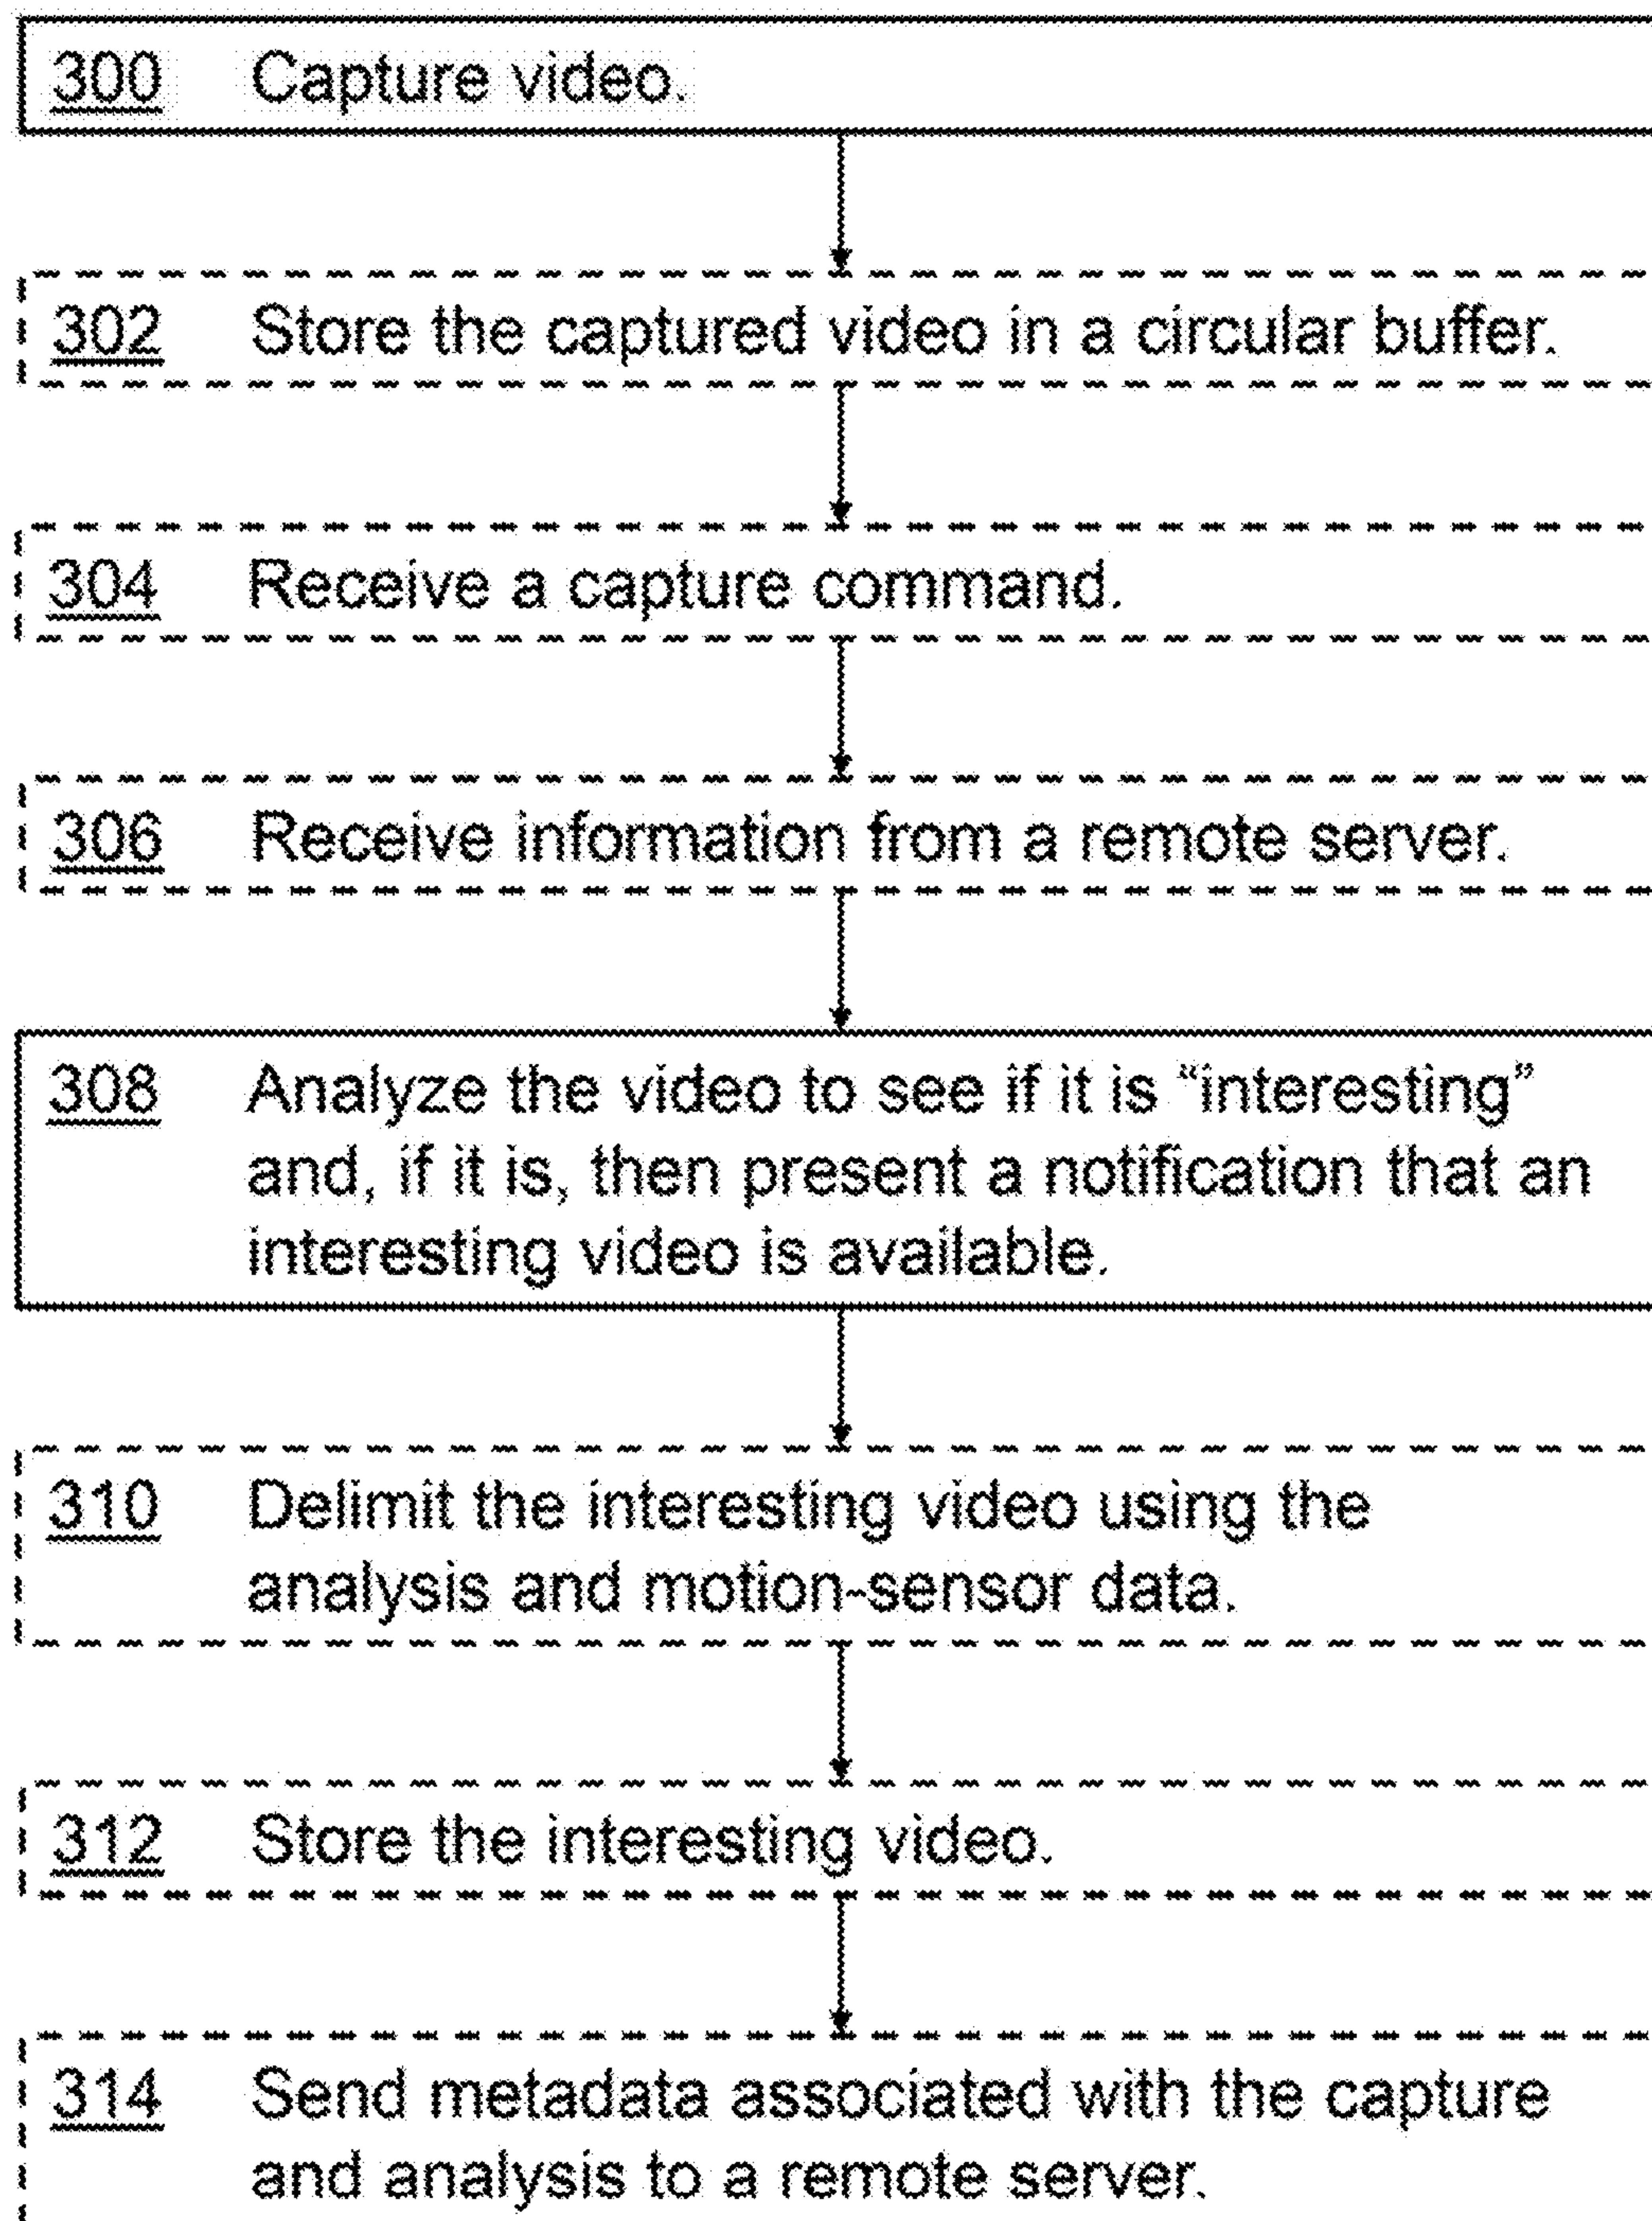 300 Capture video.
302 Store the captured video in a circular buffer.
304 Receive a capture command.
306 Receive information from a remote server.
308 Analyze the video to see if it is “interesting”
and, if it is, then present a notification that an
interesting video is available.
310 Delimit the interesting video using the
analysis and motion-sensor data.
312 Store the interesting video.
314 Send metadata associated with the capture
and analysis to a remote server.